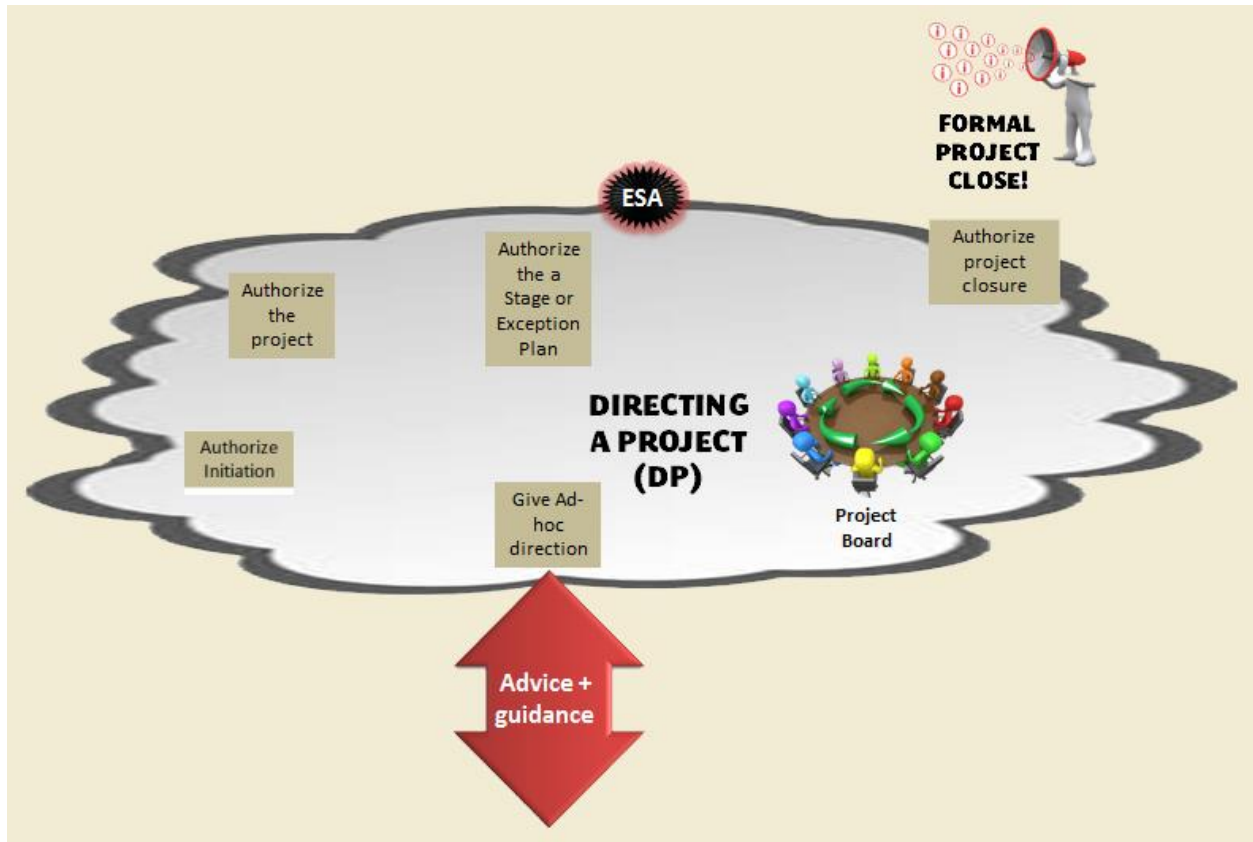 FORMAL
PROJECT
CLOSE!
ESA
Authorize
the
project
Authorize
the a
Stage or
Exception
Plan
Authorize
project
closure
Authorize
Initiation
DIRECTING
A PROJECT
(DP)
Give Ad-
hoc
direction
Project
Board
Advice +
guidance